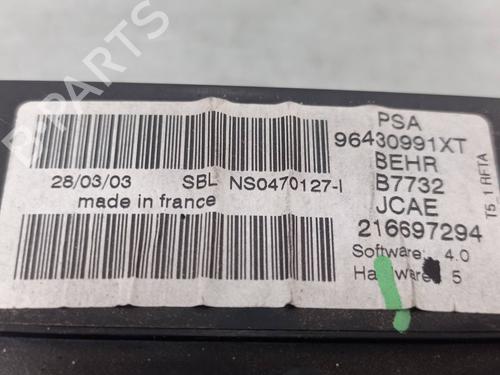 B-PARTS
PSA
96430991XT
BEHR
B7732
JCAE
216697294
Software 4.0
Hardware 5
28/03/03 SBL NS0470127-I
made in france
T5 1 RFTA